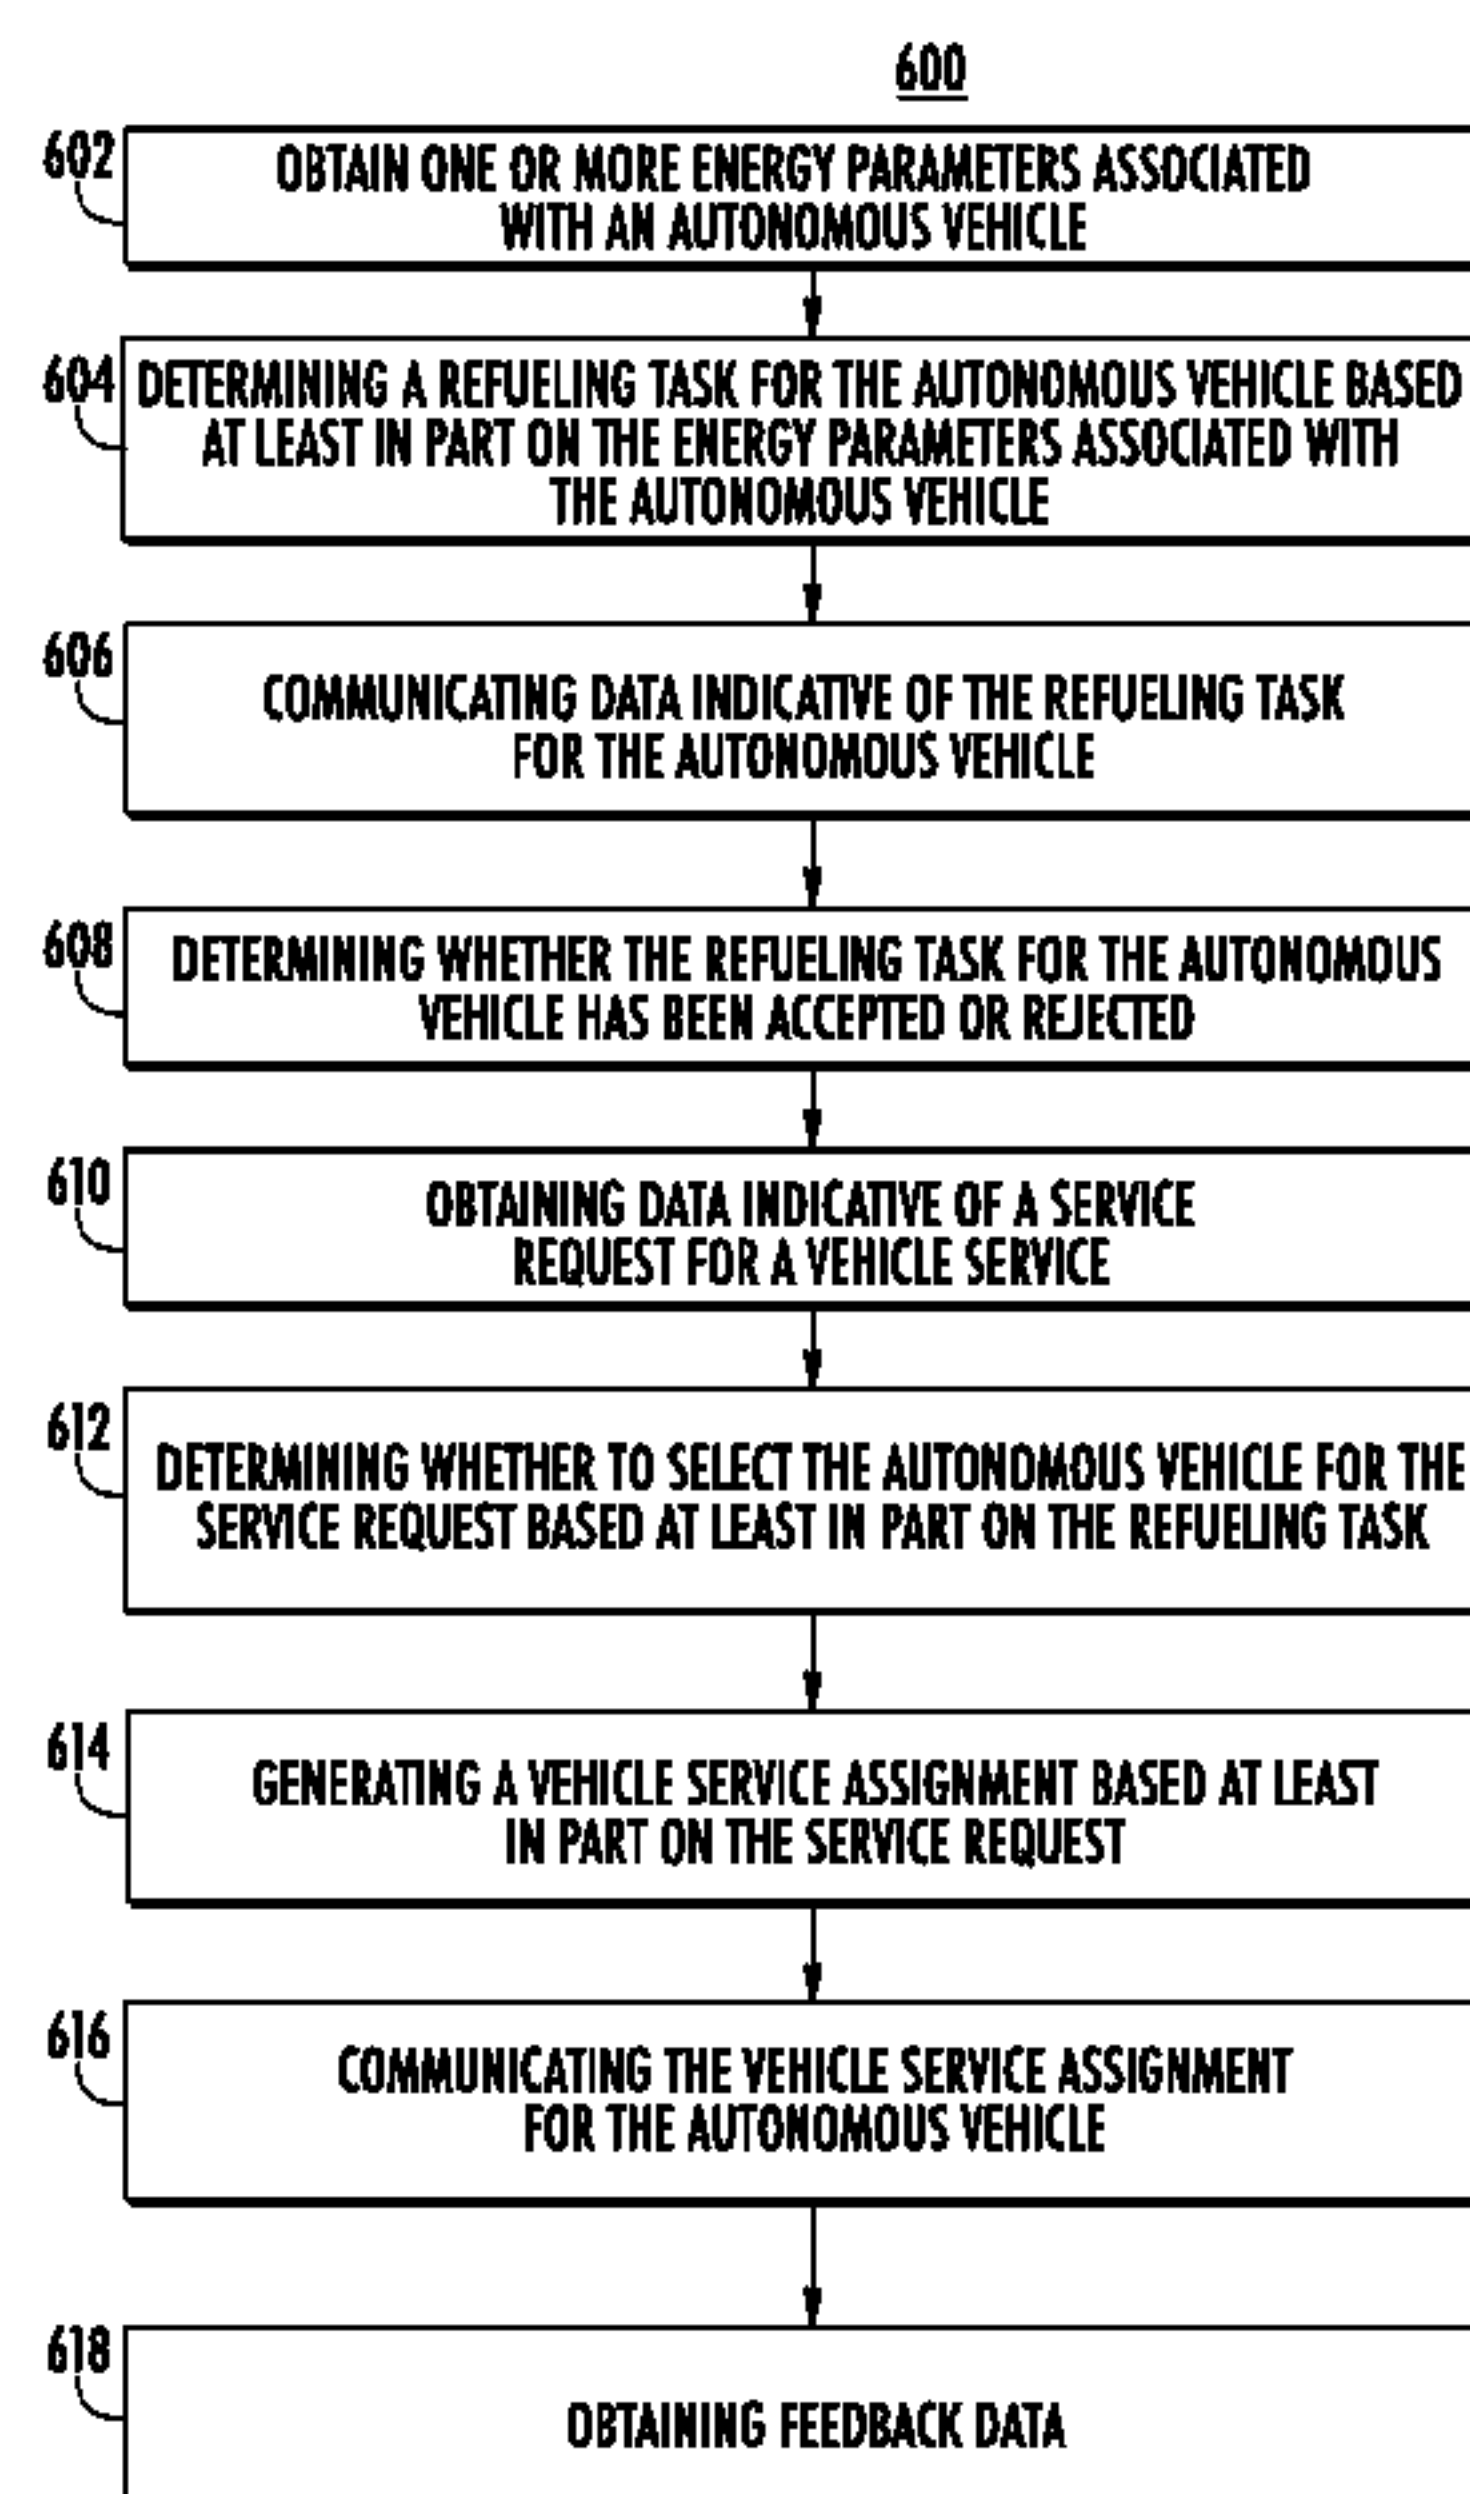 600
602
OBTAIN ONE OR MORE ENERGY PARAMETERS ASSOCIATED
WITH AN AUTONOMOUS VEHICLE
604
DETERMINING A REFUELING TASK FOR THE AUTONOMOUS VEHICLE BASED
AT LEAST IN PART ON THE ENERGY PARAMETERS ASSOCIATED WITH
THE AUTONOMOUS VEHICLE
606
COMMUNICATING DATA INDICATIVE OF THE REFUELING TASK
FOR THE AUTONOMOUS VEHICLE
608
DETERMINING WHETHER THE REFUELING TASK FOR THE AUTONOMOUS
VEHICLE HAS BEEN ACCEPTED OR REJECTED
610
OBTAINING DATA INDICATIVE OF A SERVICE
REQUEST FOR A VEHICLE SERVICE
612
DETERMINING WHETHER TO SELECT THE AUTONOMOUS VEHICLE FOR THE
SERVICE REQUEST BASED AT LEAST IN PART ON THE REFUELING TASK
614
GENERATING A VEHICLE SERVICE ASSIGNMENT BASED AT LEAST
IN PART ON THE SERVICE REQUEST
616
COMMUNICATING THE VEHICLE SERVICE ASSIGNMENT
FOR THE AUTONOMOUS VEHICLE
618
OBTAINING FEEDBACK DATA